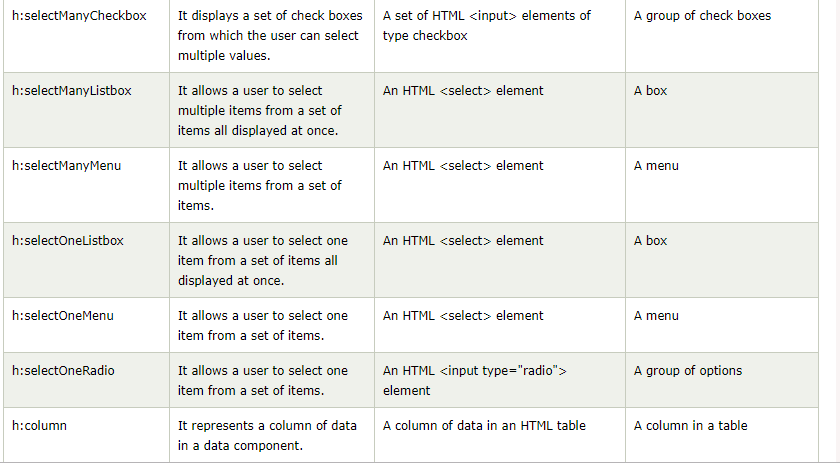 h:selectManyCheckbox
It displays a set of check boxes
from which the user can select
multiple values.
A set of HTML <input> elements of
type checkbox
A group of check boxes
h:selectManyListbox
It allows a user to select
multiple items from a set of
items all displayed at once.
An HTML <select> element
A box
h:selectManyMenu
It allows a user to select
multiple items from a set of
items.
An HTML <select> element
A menu
h:selectOneListbox
It allows a user to select one
item from a set of items all
displayed at once.
An HTML <select> element
A box
h:selectOneMenu
It allows a user to select one
item from a set of items.
An HTML <select> element
A menu
h:selectOneRadio
It allows a user to select one
item from a set of items.
An HTML <input type="radio">
element
A group of options
h:column
It represents a column of data
in a data component.
A column of data in an HTML table
A column in a table